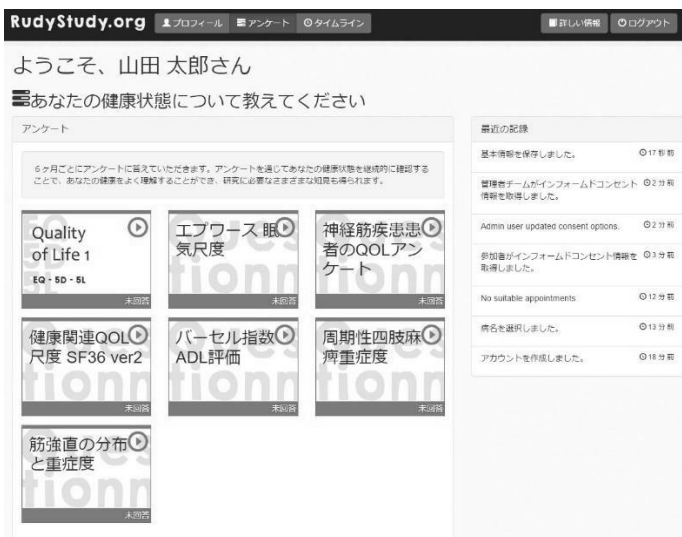 RudyStudy.org プロフィール アンケート タイムライン 詳しい情報 ログアウト
ようこそ、山田 太郎さん
あなたの健康状態について教えてください
アンケート
6ヶ月ごとにアンケートに答えていただきます。アンケートを通じてあなたの健康状態を継続的に確認する
ことで、あなたの健康をよく理解することができ、研究に必要なさまざまな知見も得られます。
Quality
of Life 1
EQ - 5D - 5L
未回答
エプワース 眠
気尺度
未回答
神経筋疾患患
者のQOLアン
ケート
未回答
健康関連QOL
尺度 SF36 ver2
未回答
バーセル指数
ADL評価
未回答
周期性四肢麻
痺重症度
未回答
筋強直の分布
と重症度
未回答
最近の記録
基本情報を保存しました。 17 秒前
管理者チームがインフォームドコンセント 2 分前
情報を取得しました。
Admin user updated consent options. 2 分前
参加者がインフォームドコンセント情報を 3 分前
取得しました。
No suitable appointments 12 分前
病名を選択しました。 13 分前
アカウントを作成しました。 18 分前